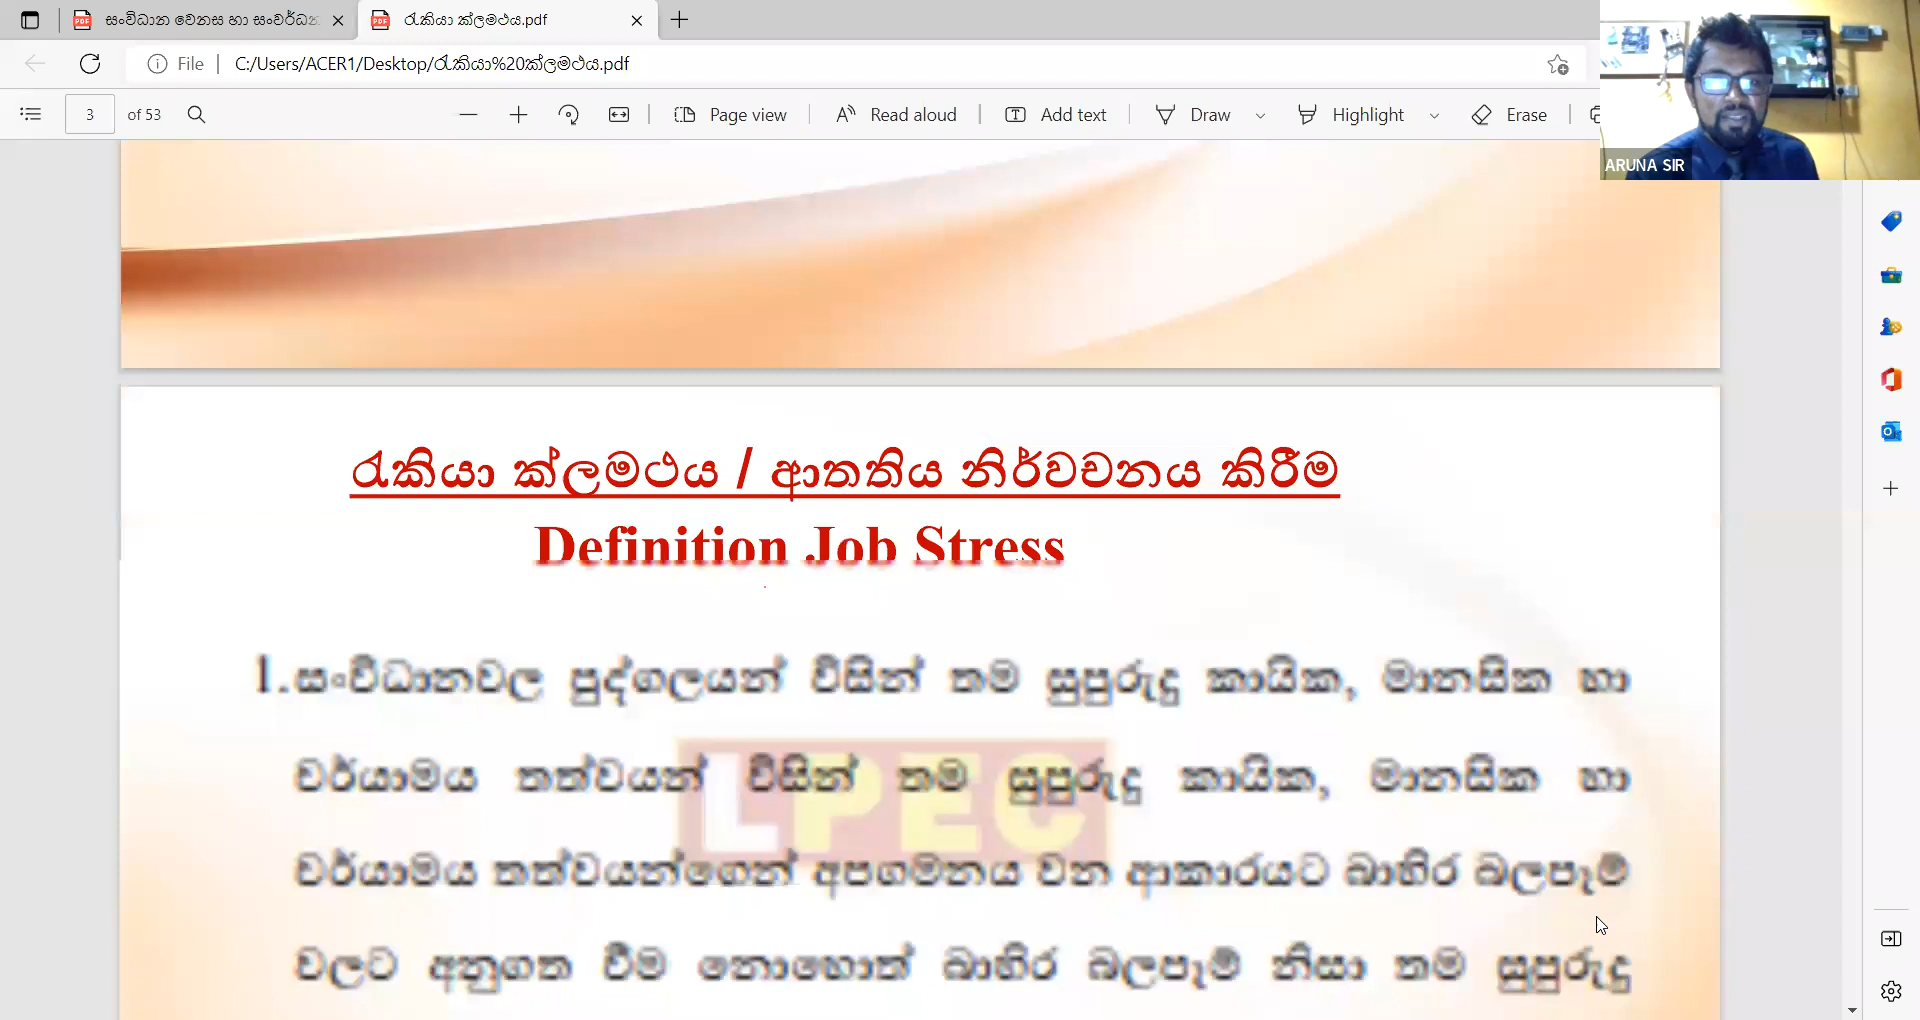 සංවිධාන වෙනස හා සංවර්ධන
රැකියා ක්ලමථය.pdf
File
C:/Users/ACER1/Desktop/රැකියා%20ක්ලමථය.pdf
3 of 53
Page view
Read aloud
Add text
Draw
Highlight
Erase
ARUNA SIR
රැකියා ක්ලමථය / ආතතිය නිර්වචනය කිරීම
Definition Job Stress
1.සංවිධානවල පුද්ගලයන් විසින් තම සුපුරුදු කායික, මානසික හා
චර්යාමය තත්වයන් විසින් තම සුපුරුදු කායික, මානසික හා
LPEC
චර්යාමය තත්වයන්ගෙන් අපගමනය වන ආකාරයට බාහිර බලපෑම්
වලට අනුගත වීම නොහොත් බාහිර බලපෑම් නිසා තම සුපුරුදු